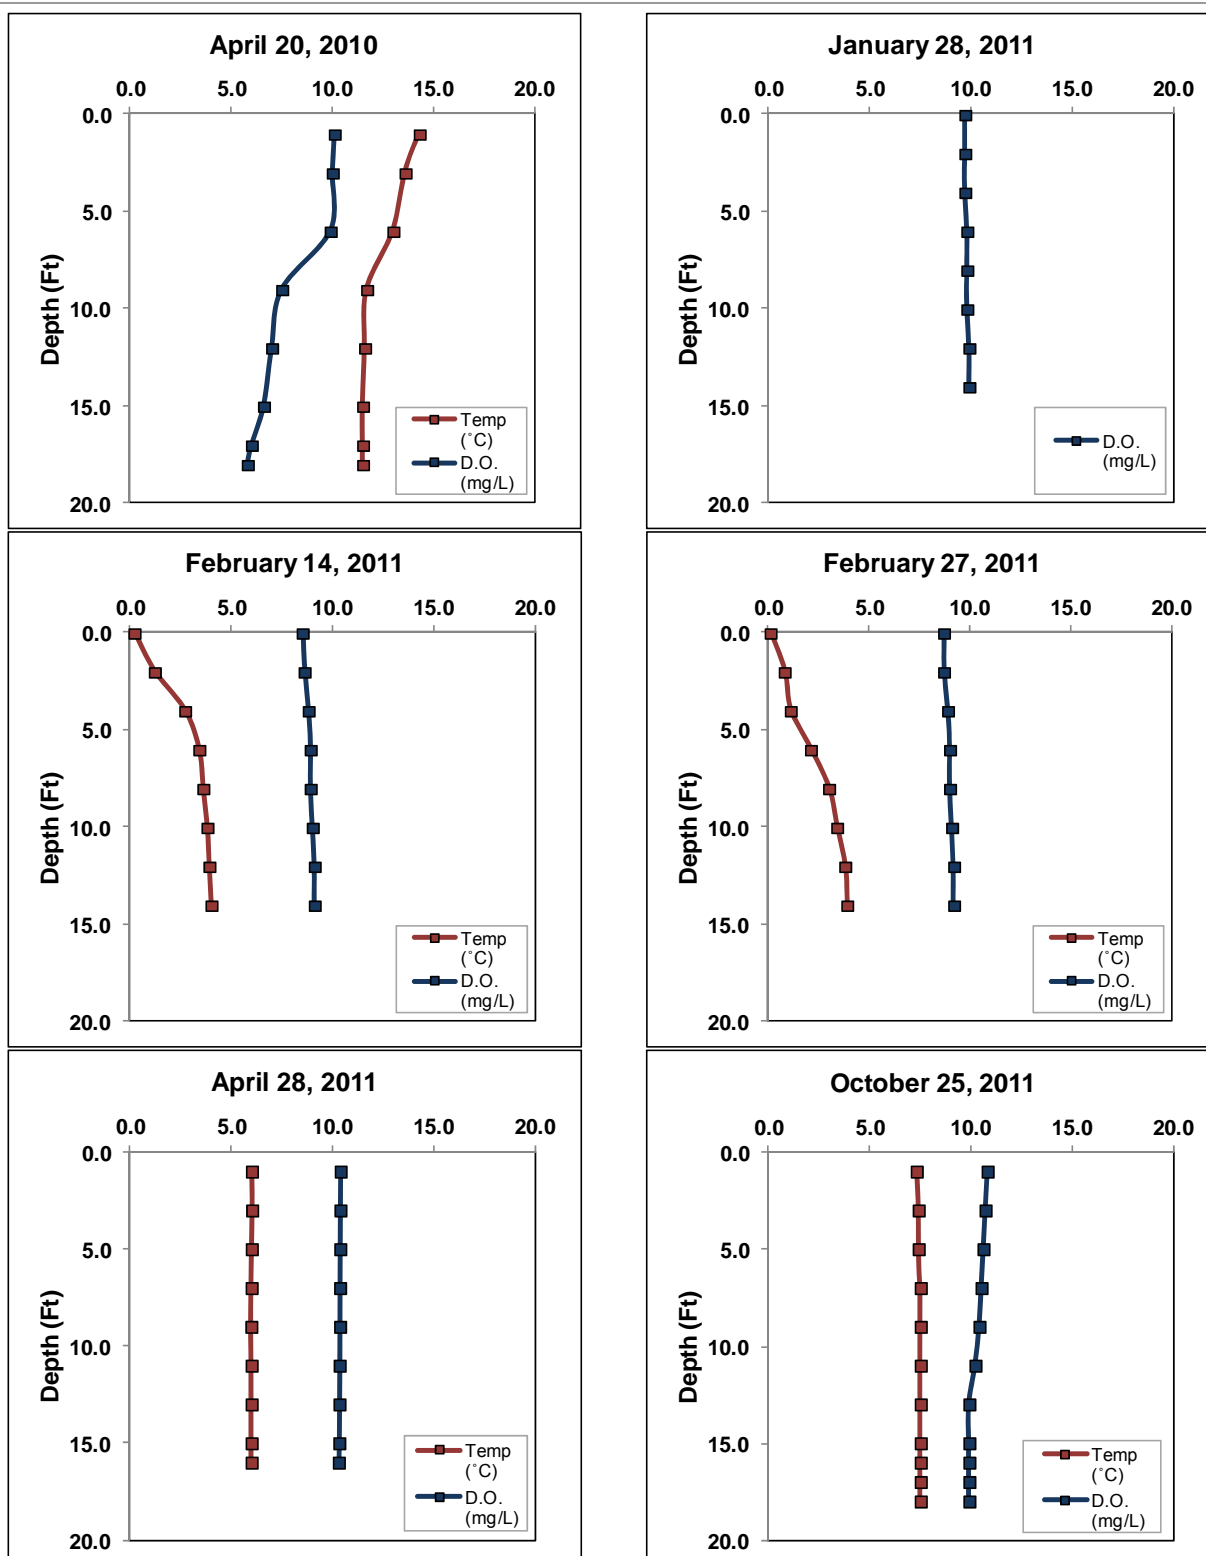 April 20, 2010
0.0 5.0 10.0 15.0 20.0
0.0
5.0
10.0
15.0
20.0
Depth (Ft)
Temp
(˚C)
D.O.
(mg/L)
January 28, 2011
0.0 5.0 10.0 15.0 20.0
0.0
5.0
10.0
15.0
20.0
Depth (Ft)
D.O.
(mg/L)
February 14, 2011
0.0 5.0 10.0 15.0 20.0
0.0
5.0
10.0
15.0
20.0
Depth (Ft)
Temp
(˚C)
D.O.
(mg/L)
February 27, 2011
0.0 5.0 10.0 15.0 20.0
0.0
5.0
10.0
15.0
20.0
Depth (Ft)
Temp
(˚C)
D.O.
(mg/L)
April 28, 2011
0.0 5.0 10.0 15.0 20.0
0.0
5.0
10.0
15.0
20.0
Depth (Ft)
Temp
(˚C)
D.O.
(mg/L)
October 25, 2011
0.0 5.0 10.0 15.0 20.0
0.0
5.0
10.0
15.0
20.0
Depth (Ft)
Temp
(˚C)
D.O.
(mg/L)